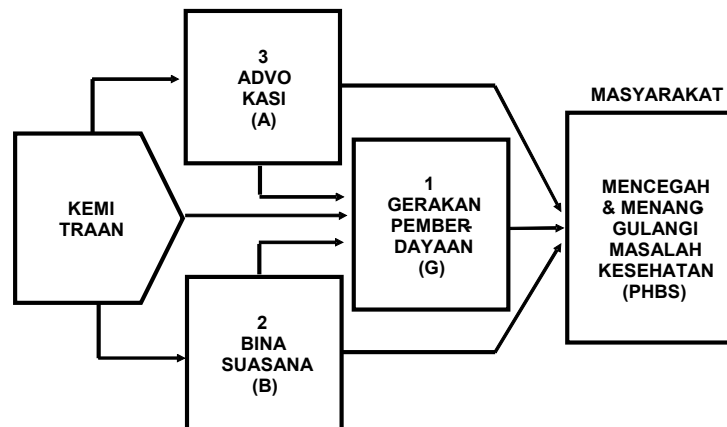 3
ADVO
KASI
(A)
MASYARAKAT
KEMI
TRAAN
1
GERAKAN
PEMBER-
DAYAAN
(G)
MENCEGAH
& MENANG
GULANGI
MASALAH
KESEHATAN
(PHBS)
2
BINA
SUASANA
(B)